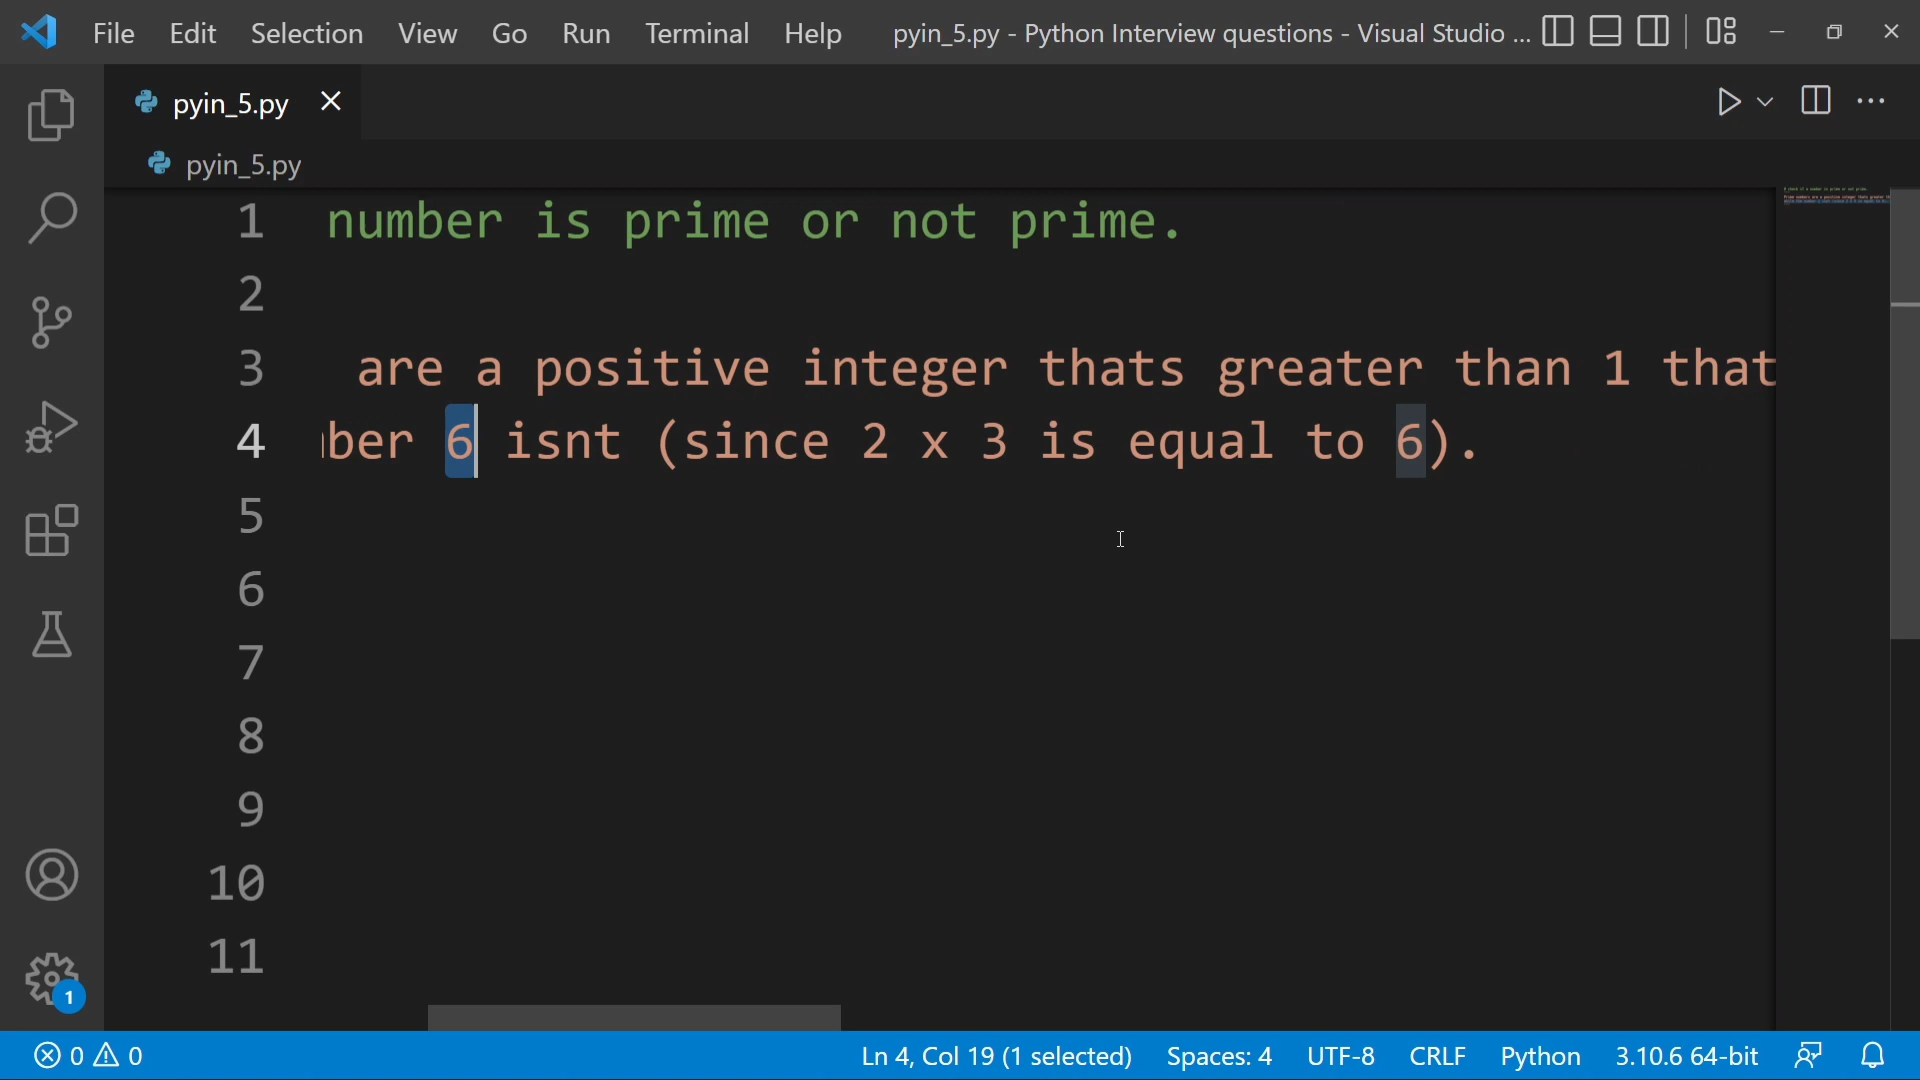 File Edit Selection View Go Run Terminal Help pyin_5.py - Python Interview questions - Visual Studio ...
pyin_5.py
pyin_5.py
1 number is prime or not prime.
2
3 are a positive integer thats greater than 1 that
4 ber 6 isnt (since 2 x 3 is equal to 6).
5
6
7
8
9
10
11
1
0 0 Ln 4, Col 19 (1 selected) Spaces: 4 UTF-8 CRLF Python 3.10.6 64-bit